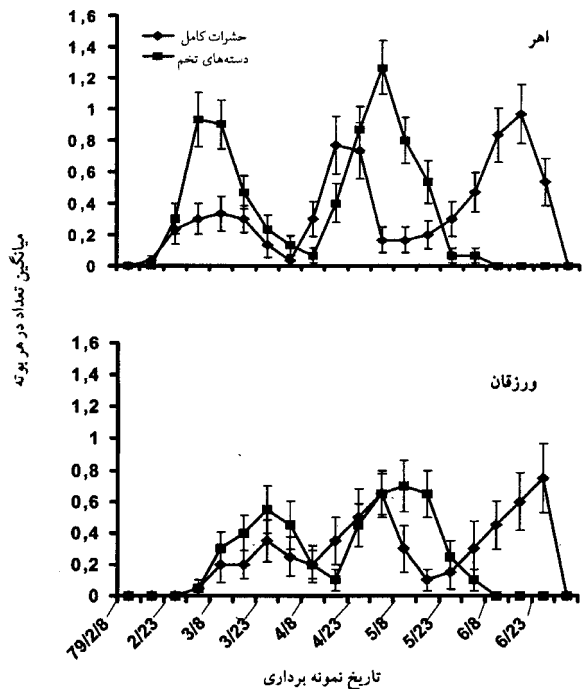 1,6
1,4
1,2
1
0,8
0,6
0,4
0,2
0
حشرات کامل
دسته‌های تخم
اهر
میانگین تعداد در هر بوته
1,6
1,4
1,2
1
0,8
0,6
0,4
0,2
0
ورزقان
79/2/8 2/23 3/8 3/23 4/8 4/23 5/8 5/23 6/8 6/23
تاریخ نمونه برداری